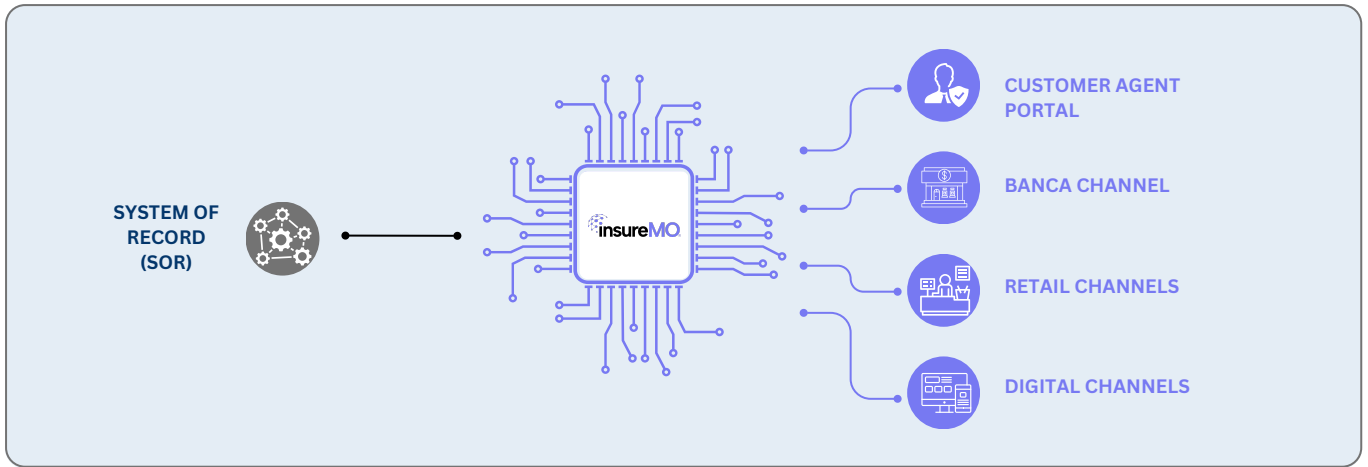 SYSTEM OF
RECORD
(SOR)
insureMO
CUSTOMER AGENT
PORTAL
$
BANCA CHANNEL
RETAIL CHANNELS
DIGITAL CHANNELS